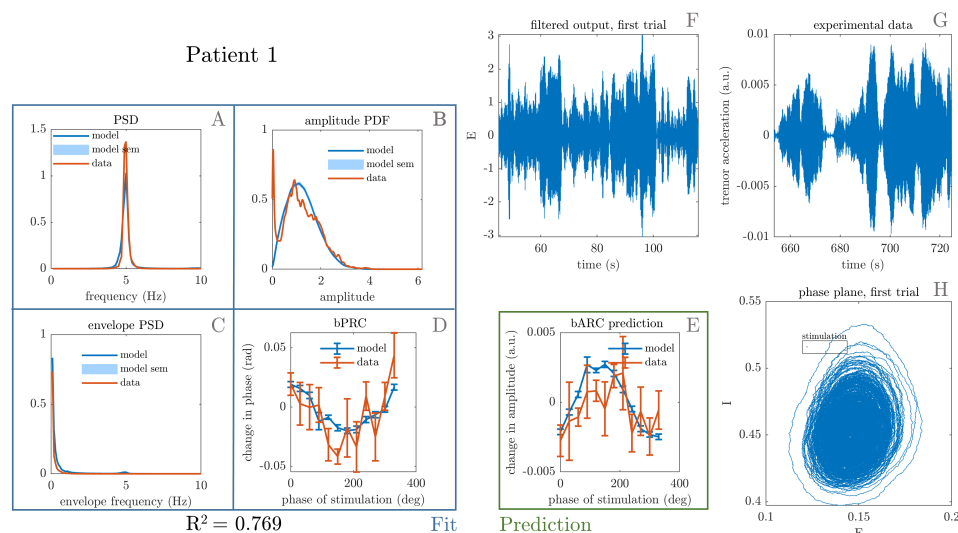 Patient 1
A
PSD
1.5
1
0.5
0
model
model sem
data
0
5
10
frequency (Hz)
B
amplitude PDF
1
0.5
0
model
model sem
data
0
2
4
6
amplitude
C
envelope PSD
1
0.5
0
model
model sem
data
0
5
10
envelope frequency (Hz)
D
bPRC
0.05
0
-0.05
change in phase (rad)
model
data
0
200
400
phase of stimulation (deg)
R² = 0.769
Fit
E
bARC prediction
0.005
0
-0.005
change in amplitude (a.u.)
model
data
0
200
400
phase of stimulation (deg)
Prediction
F
filtered output, first trial
3
2
1
0
-1
-2
-3
E
60
80
100
time (s)
G
experimental data
0.01
0.005
0
-0.005
-0.01
tremor acceleration (a.u.)
660
680
700
720
time (s)
H
phase plane, first trial
0.55
0.5
0.45
0.4
I
stimulation
0.1
0.15
0.2
E